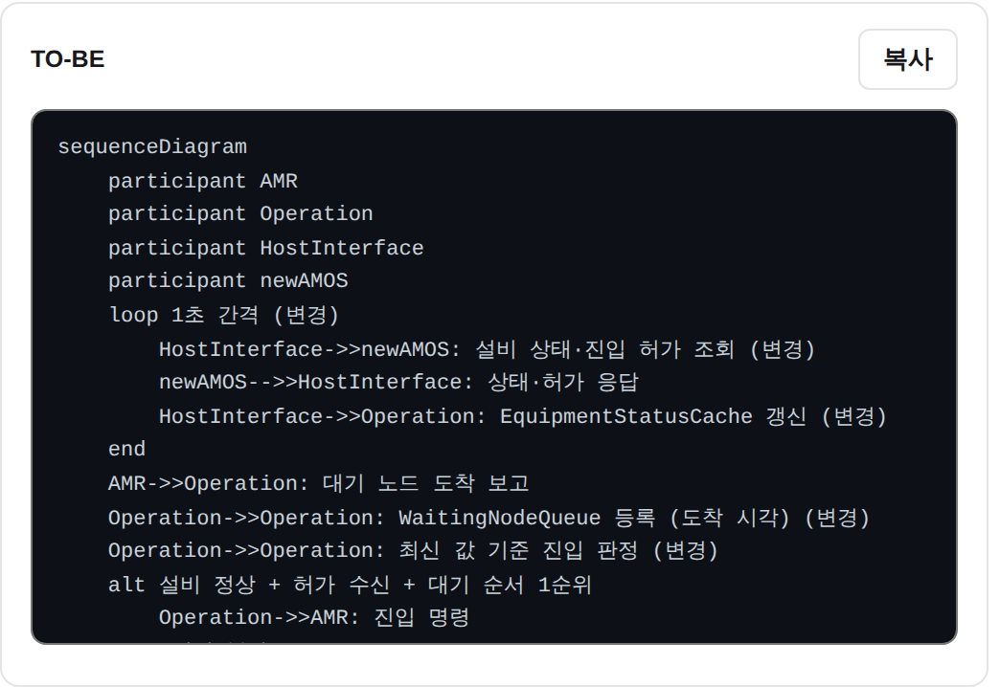 TO-BE
복사
sequenceDiagram
    participant AMR
    participant Operation
    participant HostInterface
    participant newAMOS
    loop 1초 간격 (변경)
        HostInterface->>newAMOS: 설비 상태·진입 허가 조회 (변경)
        newAMOS-->>HostInterface: 상태·허가 응답
        HostInterface->>Operation: EquipmentStatusCache 갱신 (변경)
    end
    AMR->>Operation: 대기 노드 도착 보고
    Operation->>Operation: WaitingNodeQueue 등록 (도착 시각) (변경)
    Operation->>Operation: 최신 값 기준 진입 판정 (변경)
    alt 설비 정상 + 허가 수신 + 대기 순서 1순위
        Operation->>AMR: 진입 명령